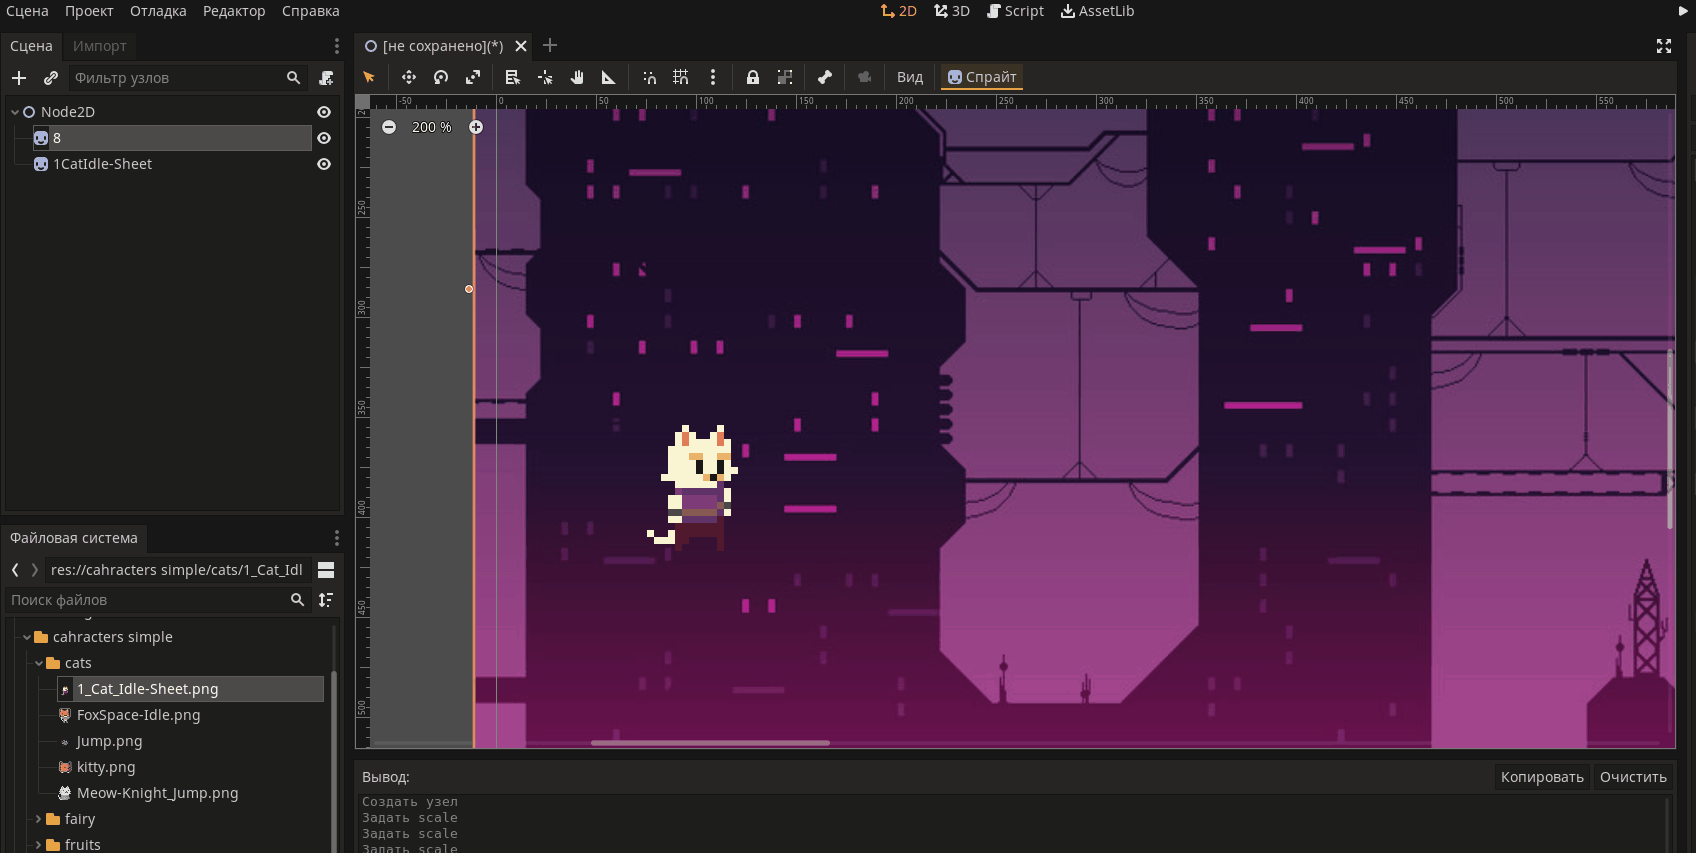 Сцена Проект Отладка Редактор Справка 2D 3D Script AssetLib
Сцена Импорт
[не сохранено](*)
Фильтр узлов
Вид Спрайт
Node2D
8
1CatIdle-Sheet
-50 0 50 100 150 200 250 300 350 400 450 500 550
200 %
250
300
350
400
450
500
Файловая система
res://cahracters simple/cats/1_Cat_Idl
Поиск файлов
cahracters simple
cats
1_Cat_Idle-Sheet.png
FoxSpace-Idle.png
Jump.png
kitty.png
Meow-Knight_Jump.png
fairy
fruits
Вывод: Копировать Очистить
Создать узел
Задать scale
Задать scale
Задать scale